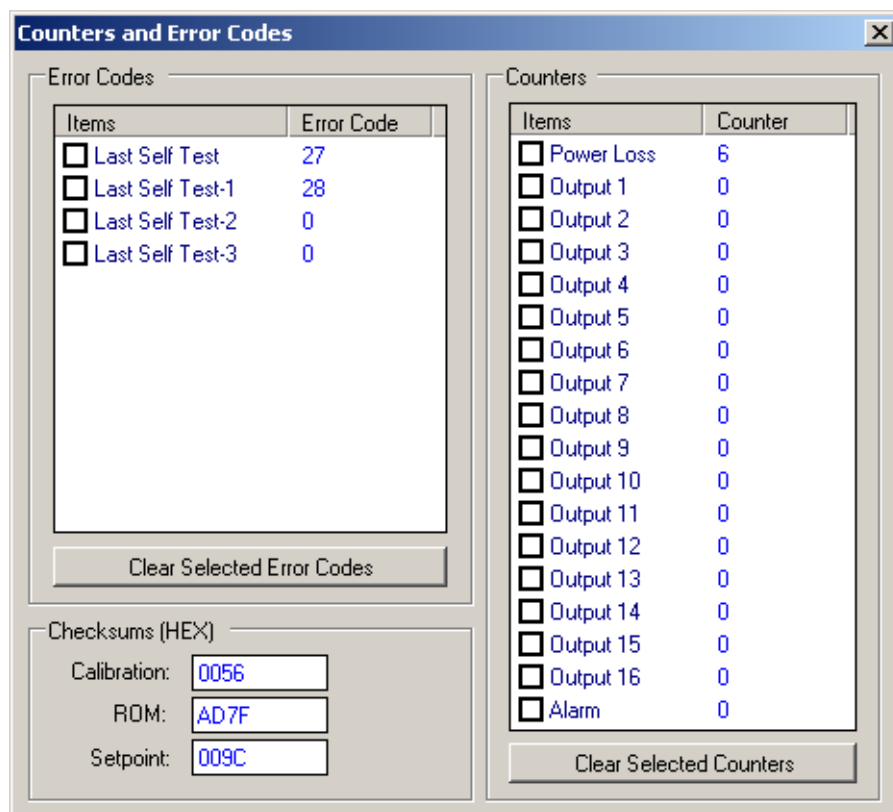 Counters and Error Codes
Error Codes
Items Error Code
Last Self Test 27
Last Self Test-1 28
Last Self Test-2 0
Last Self Test-3 0
Clear Selected Error Codes
Checksums (HEX)
Calibration: 0056
ROM: AD7F
Setpoint: 009C
Counters
Items Counter
Power Loss 6
Output 1 0
Output 2 0
Output 3 0
Output 4 0
Output 5 0
Output 6 0
Output 7 0
Output 8 0
Output 9 0
Output 10 0
Output 11 0
Output 12 0
Output 13 0
Output 14 0
Output 15 0
Output 16 0
Alarm 0
Clear Selected Counters